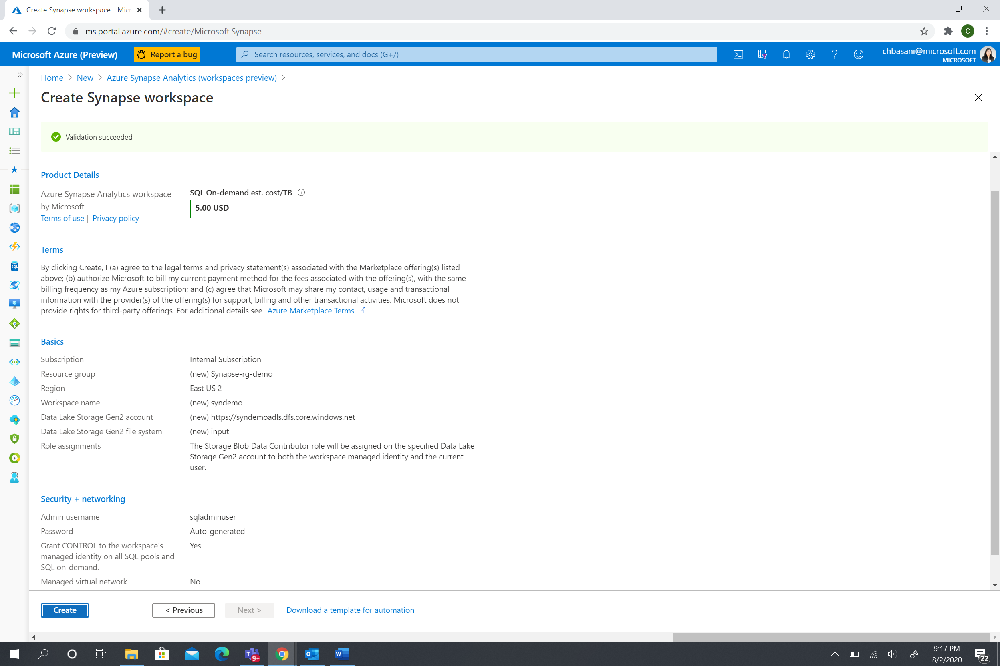 Create Synapse workspace - Micr
ms.portal.azure.com/#create/Microsoft.Synapse
C
Microsoft Azure (Preview)
Report a bug
Search resources, services, and docs (G+/)
chbasani@microsoft.com
MICROSOFT
Home > New > Azure Synapse Analytics (workspaces preview) >
Create Synapse workspace
Validation succeeded
Product Details
Azure Synapse Analytics workspace
by Microsoft
Terms of use | Privacy policy
SQL On-demand est. cost/TB
5.00 USD
Terms
By clicking Create, I (a) agree to the legal terms and privacy statement(s) associated with the Marketplace offering(s) listed
above; (b) authorize Microsoft to bill my current payment method for the fees associated with the offering(s), with the same
billing frequency as my Azure subscription; and (c) agree that Microsoft may share my contact, usage and transactional
information with the provider(s) of the offering(s) for support, billing and other transactional activities. Microsoft does not
provide rights for third-party offerings. For additional details see Azure Marketplace Terms.
Basics
Subscription Internal Subscription
Resource group (new) Synapse-rg-demo
Region East US 2
Workspace name (new) syndemo
Data Lake Storage Gen2 account (new) https://syndemoadls.dfs.core.windows.net
Data Lake Storage Gen2 file system (new) input
Role assignments The Storage Blob Data Contributor role will be assigned on the specified Data Lake
Storage Gen2 account to both the workspace managed identity and the current
user.
Security + networking
Admin username sqladminuser
Password Auto-generated
Grant CONTROL to the workspace's Yes
managed identity on all SQL pools and
SQL on-demand.
Managed virtual network No
Create < Previous Next > Download a template for automation
SQL
T 9+
O
W
9:17 PM
8/2/2020
22